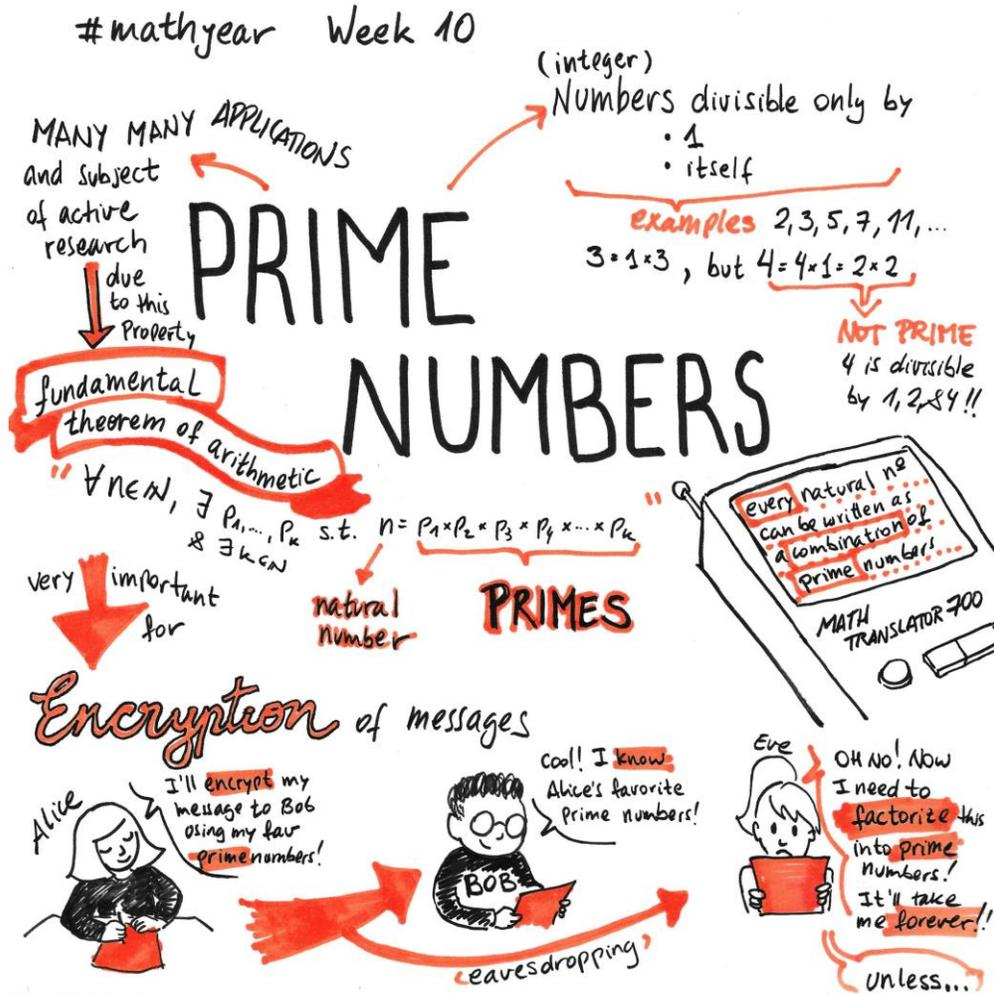 #mathyear Week 10
(integer)
Numbers divisible only by
• 1
• itself
examples 2, 3, 5, 7, 11, ...
3=1×3, but 4=4×1=2×2
NOT PRIME
4 is divisible
by 1, 2, &4!!
MANY MANY APPLICATIONS
and subject
of active
research
due
to this
Property
PRIME
NUMBERS
fundamental
theorem of arithmetic
"∀n∈ℕ, ∃ P₁,...,Pₖ s.t. n= P₁×P₂×P₃×P₄×...×Pₖ"
& ∃k∈ℕ
natural
number
PRIMES
every natural nº
can be written as
a combination of
prime numbers
MATH
TRANSLATOR 700
very important
for
Encryption of messages
Alice
I'll encrypt my
message to Bob
using my fav
prime numbers!
Cool! I know
Alice's favorite
Prime numbers!
BOB
'eavesdropping'
Eve
OH NO! NOW
I need to
factorize this
into prime
numbers!
It'll take
me forever!!
unless...